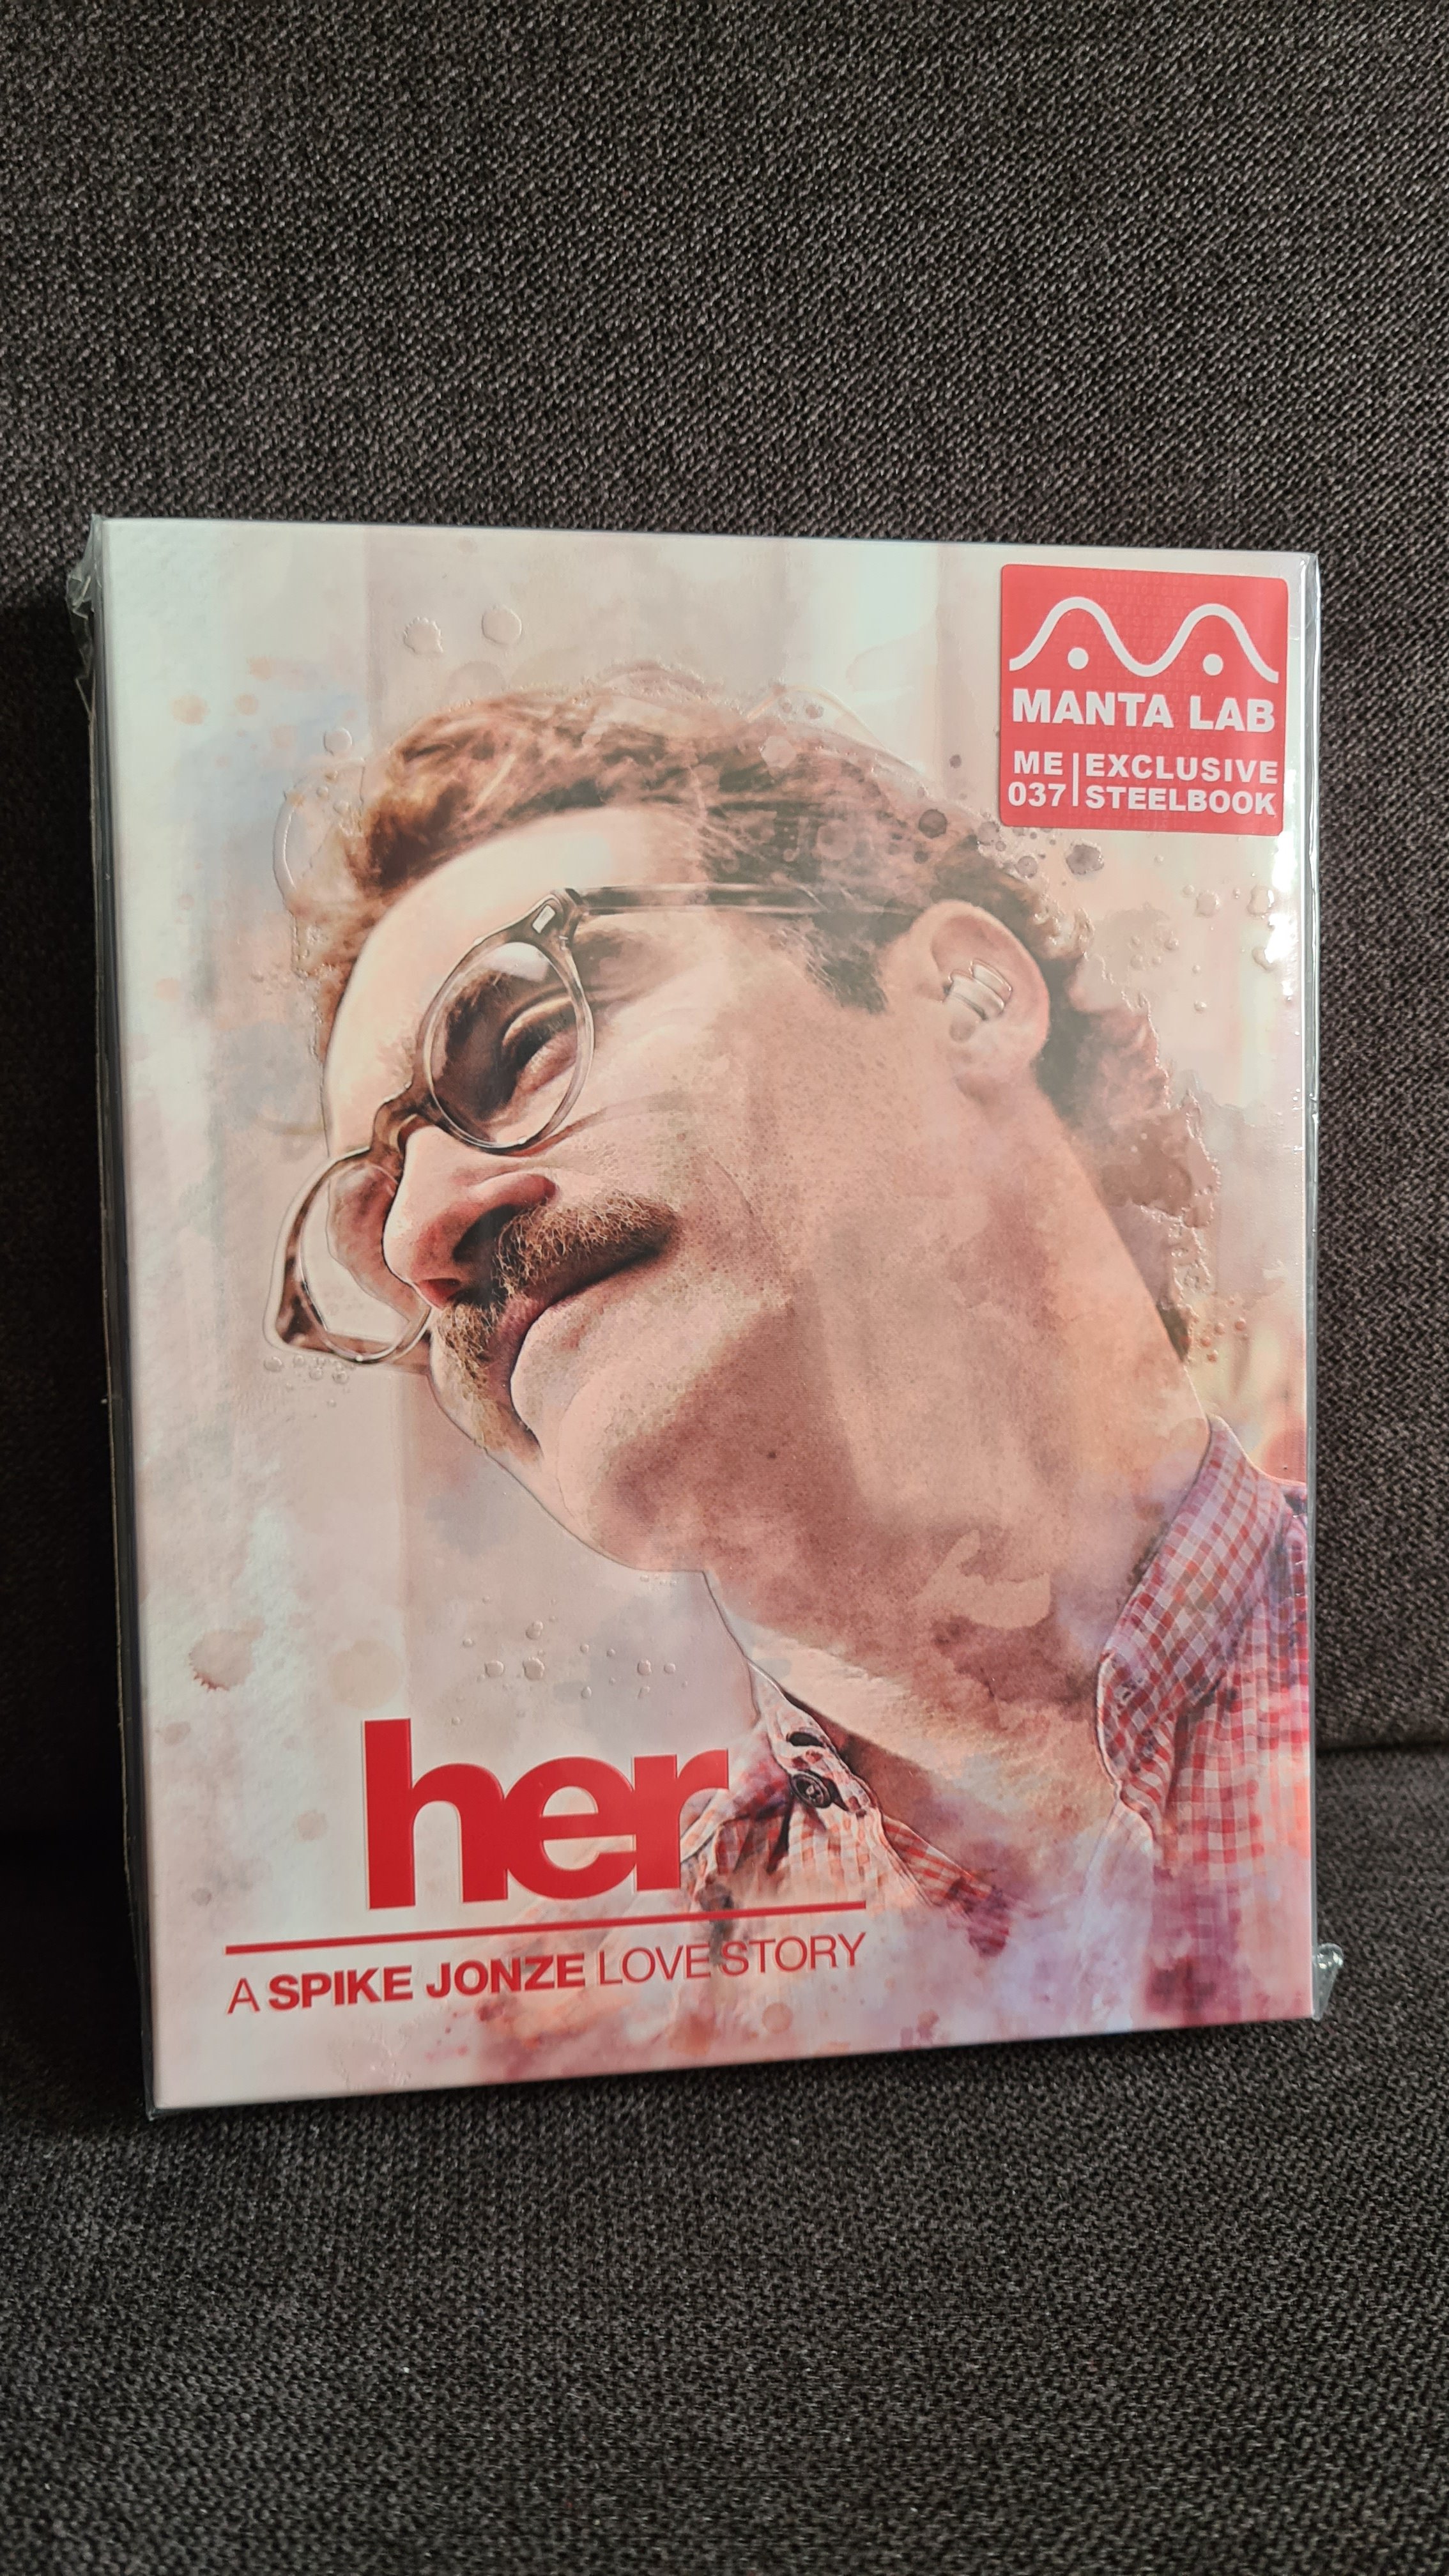 MANTA LAB
ME EXCLUSIVE
037 STEELBOOK
her
A SPIKE JONZE LOVE STORY